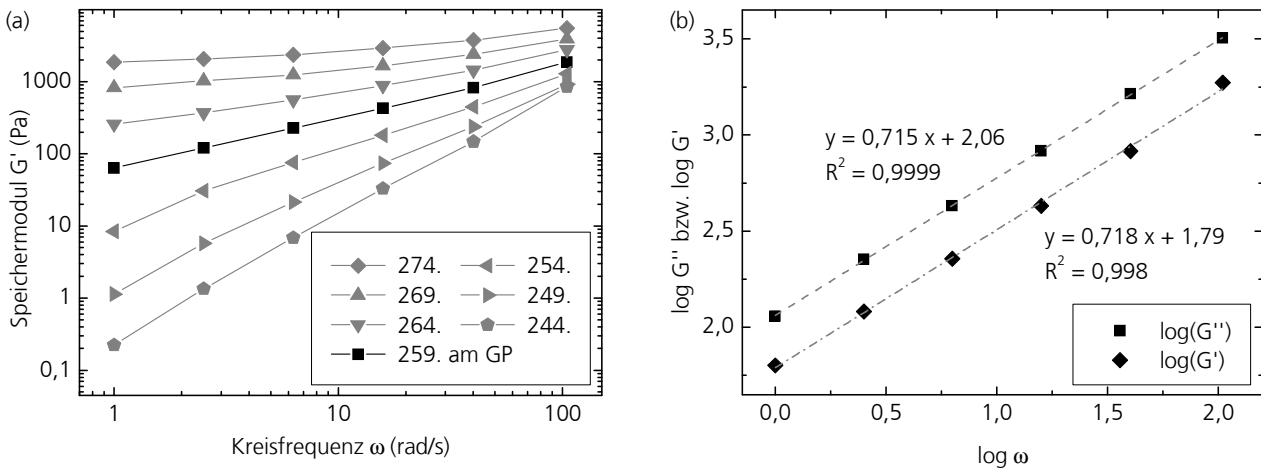 (a)
Speichermodul G' (Pa)
1000
100
10
1
0,1
274.
269.
264.
259. am GP
254.
249.
244.
1
10
100
Kreisfrequenz ω (rad/s)
(b)
log G'' bzw. log G'
3,5
3,0
2,5
2,0
y = 0,715 x + 2,06
R² = 0,9999
y = 0,718 x + 1,79
R² = 0,998
log(G'')
log(G')
0,0
0,5
1,0
1,5
2,0
log ω